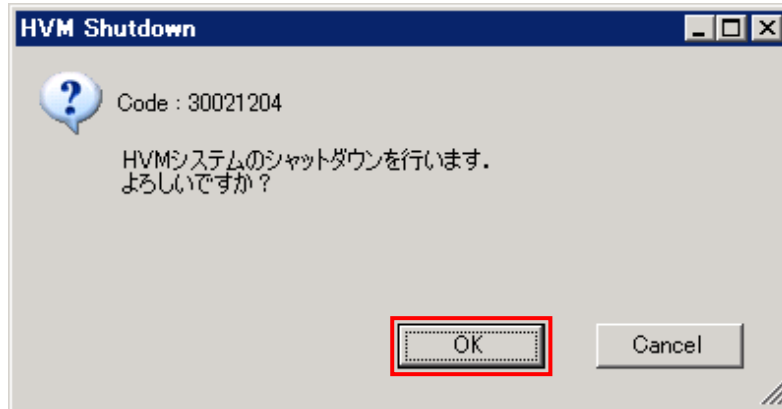 HVM Shutdown
Code : 30021204
HVMシステムのシャットダウンを行います.
よろしいですか？
OK
Cancel